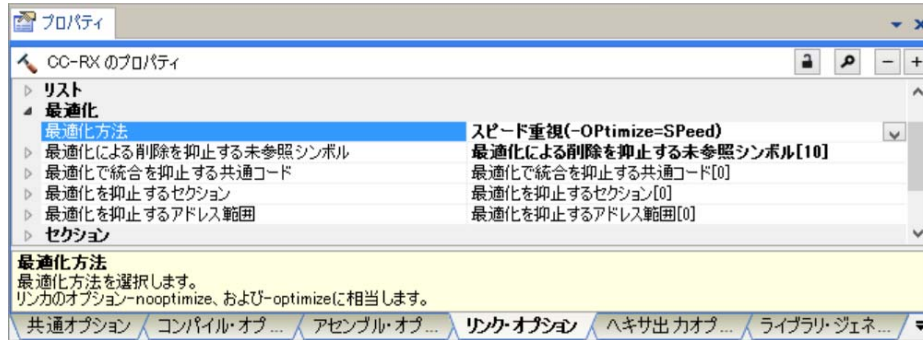 プロパティ
CC-RX のプロパティ
リスト
最適化
最適化方法 スピード重視(-OPtimize=SPeed)
最適化による削除を抑止する未参照シンボル 最適化による削除を抑止する未参照シンボル[10]
最適化で統合を抑止する共通コード 最適化で統合を抑止する共通コード[0]
最適化を抑止するセクション 最適化を抑止するセクション[0]
最適化を抑止するアドレス範囲 最適化を抑止するアドレス範囲[0]
セクション
最適化方法
最適化方法を選択します。
リンカのオプション-nooptimize、および-optimizeに相当します。
共通オプション コンパイル・オプ... アセンブル・オプ... リンク・オプション ヘキサ出力オプ... ライブラリ・ジェネ...